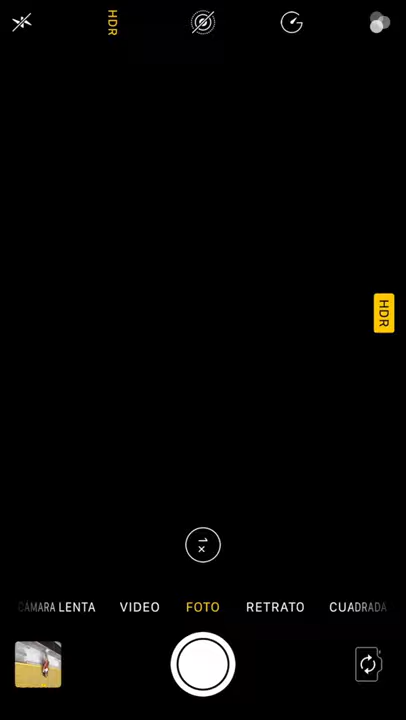 HDR
HDR
1×
CÁMARA LENTA VIDEO FOTO RETRATO CUADRADA